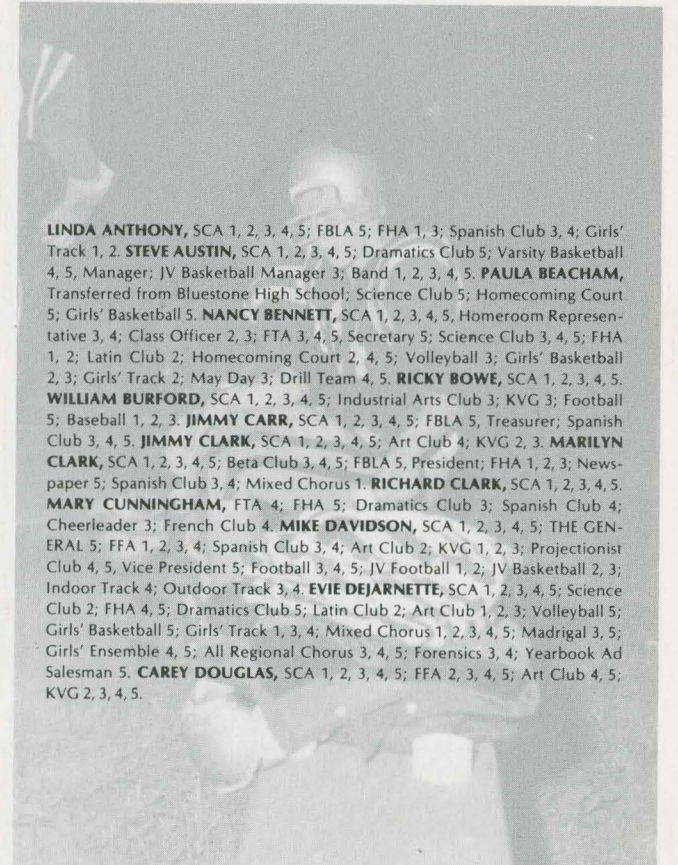 LINDA ANTHONY, SCA 1, 2, 3, 4, 5; FBLA 5; FHA 1, 3; Spanish Club 3, 4; Girls'
Track 1, 2. STEVE AUSTIN, SCA 1, 2, 3, 4, 5; Dramatics Club 5; Varsity Basketball
4, 5, Manager; JV Basketball Manager 3; Band 1, 2, 3, 4, 5. PAULA BEACHAM,
Transferred from Bluestone High School; Science Club 5; Homecoming Court
5; Girls' Basketball 5. NANCY BENNETT, SCA 1, 2, 3, 4, 5, Homeroom Represen-
tative 3, 4; Class Officer 2, 3; FTA 3, 4, 5, Secretary 5; Science Club 3, 4, 5; FHA
1, 2; Latin Club 2; Homecoming Court 2, 4, 5; Volleyball 3; Girls' Basketball
2, 3; Girls' Track 2; May Day 3; Drill Team 4, 5. RICKY BOWE, SCA 1, 2, 3, 4, 5.
WILLIAM BURFORD, SCA 1, 2, 3, 4, 5; Industrial Arts Club 3; KVG 3; Football
5; Baseball 1, 2, 3. JIMMY CARR, SCA 1, 2, 3, 4, 5; FBLA 5, Treasurer; Spanish
Club 3, 4, 5. JIMMY CLARK, SCA 1, 2, 3, 4, 5; Art Club 4; KVG 2, 3. MARILYN
CLARK, SCA 1, 2, 3, 4, 5; Beta Club 3, 4, 5; FBLA 5, President; FHA 1, 2, 3; News-
paper 5; Spanish Club 3, 4; Mixed Chorus 1. RICHARD CLARK, SCA 1, 2, 3, 4, 5.
MARY CUNNINGHAM, FTA 4; FHA 5; Dramatics Club 3; Spanish Club 4;
Cheerleader 3; French Club 4. MIKE DAVIDSON, SCA 1, 2, 3, 4, 5; THE GEN-
ERAL 5; FFA 1, 2, 3, 4; Spanish Club 3, 4; Art Club 2; KVG 1, 2, 3; Projectionist
Club 4, 5, Vice President 5; Football 3, 4, 5; JV Football 1, 2; JV Basketball 2, 3;
Indoor Track 4; Outdoor Track 3, 4. EVIE DEJARNETTE, SCA 1, 2, 3, 4, 5; Science
Club 2; FHA 4, 5; Dramatics Club 5; Latin Club 2; Art Club 1, 2, 3; Volleyball 5;
Girls' Basketball 5; Girls' Track 1, 3, 4; Mixed Chorus 1, 2, 3, 4, 5; Madrigal 3, 5;
Girls' Ensemble 4, 5; All Regional Chorus 3, 4, 5; Forensics 3, 4; Yearbook Ad
Salesman 5. CAREY DOUGLAS, SCA 1, 2, 3, 4, 5; FFA 2, 3, 4, 5; Art Club 4, 5;
KVG 2, 3, 4, 5.